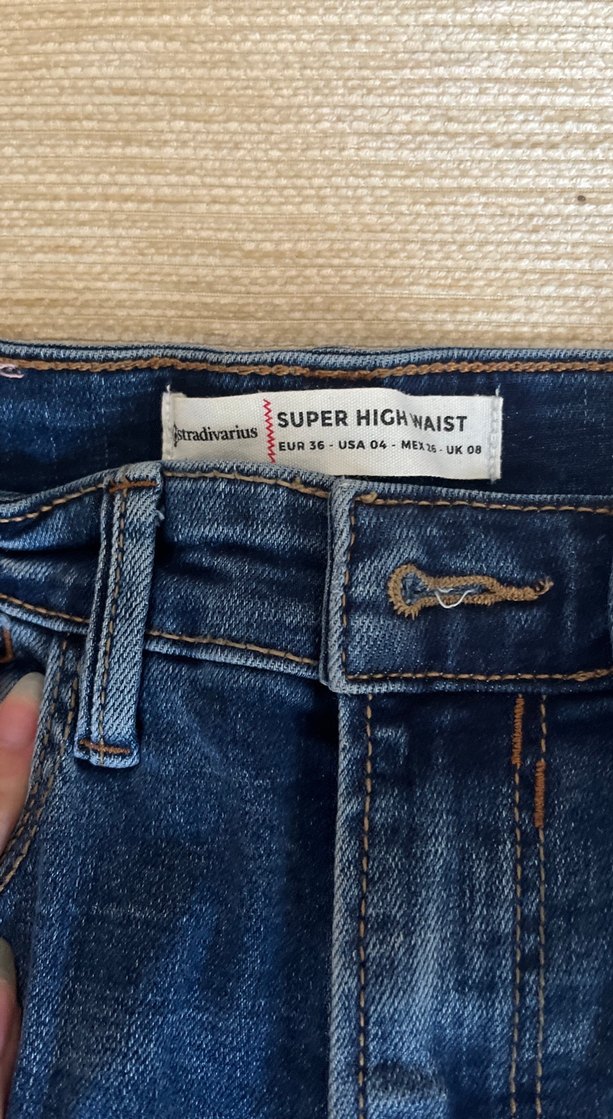 stradivarius
SUPER HIGH WAIST
EUR 36 - USA 04 - MEX 26 - UK 08